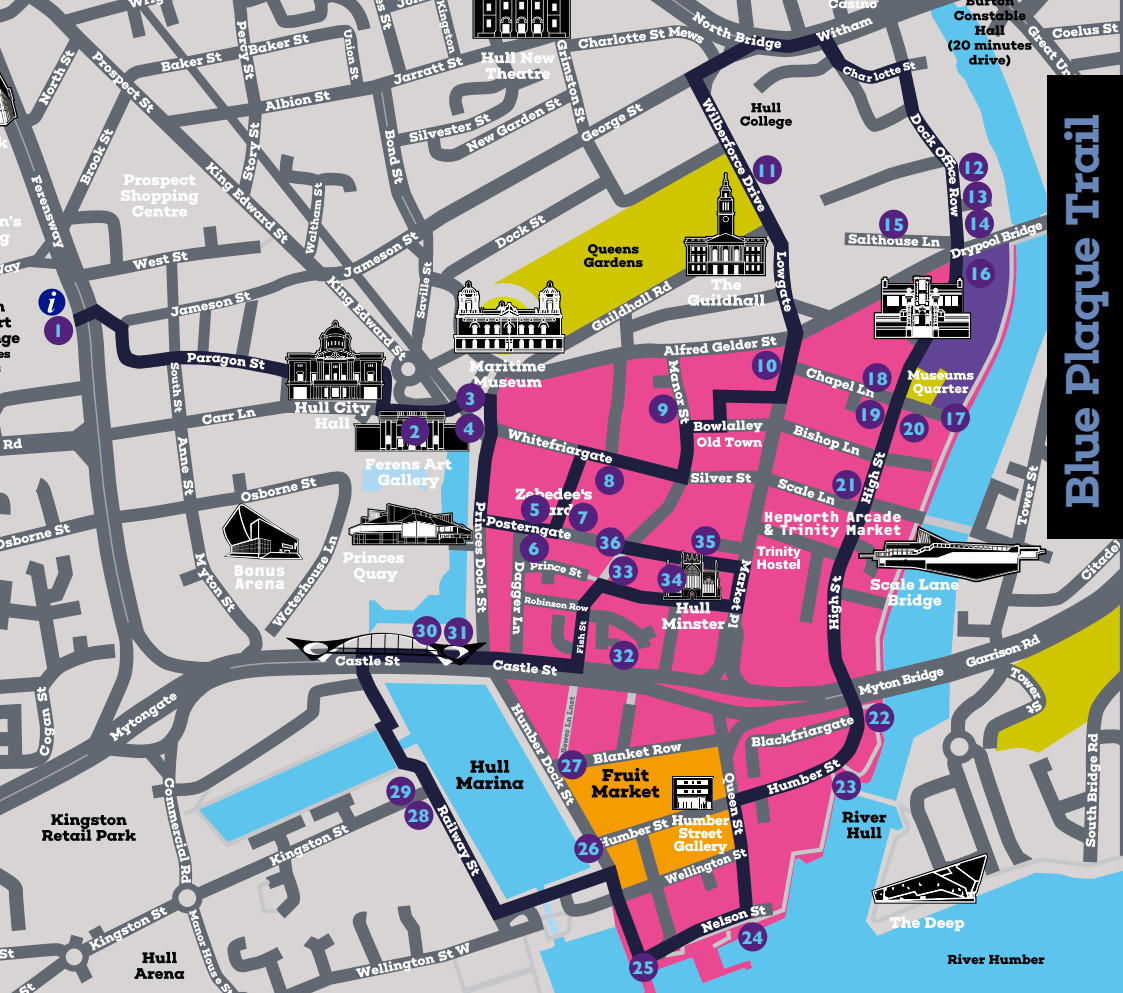 Casino
Burton
Constable
Hall
(20 minutes
drive)
Coelus St
Great Un
North Bridge
Witham
Charlotte St Mews
Charlotte St
Hull New
Theatre
Grimston St
Kingston
Percy St
Baker St
Baker St
Union St
Jarratt St
Albion St
North St
Prospect St
Brook St
Story St
Bond St
Silvester St
New Garden St
George St
Hull
College
Wilberforce Drive
Dock Office Row
11
12
13
14
15
16
Salthouse Ln
Drypool Bridge
Ferensway
Prospect
Shopping
Centre
King Edward St
Waltham St
Jameson St
Dock St
Queens
Gardens
The
Guildhall
Lowgate
West St
Jameson St
King Edward St
Saville St
Guildhall Rd
i
1
Paragon St
Hull City
Hall
Maritime
Museum
Alfred Gelder St
10
Chapel Ln
18
Museums
Quarter
South St
Carr Ln
Rd
2
3
4
Ferens Art
Gallery
Manor St
9
Bowlalley
Old Town
19
20
17
Bishop Ln
Whitefriargate
8
Silver St
Scale Ln
21
High St
Anne St
Osborne St
Osborne St
Bonus
Arena
Princes
Quay
Princes Dock St
Zebedee's
5
7
Posterngate
6
36
35
Hepworth Arcade
& Trinity Market
Trinity
Hostel
Tower St
Scale Lane
Bridge
Citadel
Myton St
Waterhouse Ln
Dagger Ln
Prince St
33
34
Hull
Minster
Market Pl
High St
Robinson Row
Fish St
32
30
31
Castle St
Castle St
Myton Bridge
Garrison Rd
Tower St
Cogan St
Mytongate
Humber Dock St
Sewer Ln East
Blanket Row
27
Blackfriargate
22
Humber St
23
Fruit
Market
Hull
Marina
29
28
Railway St
Commercial Rd
Kingston
Retail Park
Kingston St
Humber St
26
Humber
Street
Gallery
Queen St
Wellington St
River
Hull
South Bridge Rd
The Deep
Nelson St
24
25
Kingston St
Manor House St
Wellington St W
Hull
Arena
St
St
River Humber
Blue Plaque Trail